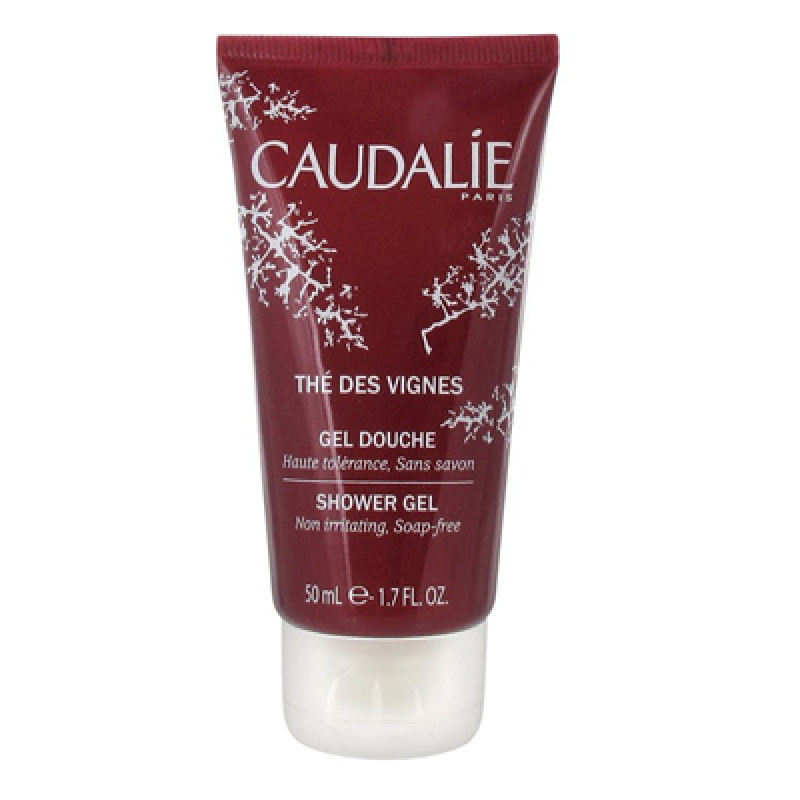 CAUDALÍE
PARIS
THÉ DES VIGNES
GEL DOUCHE
Haute tolérance, Sans savon
SHOWER GEL
Non irritating, Soap-free
50 mL ℮- 1.7 FL. OZ.